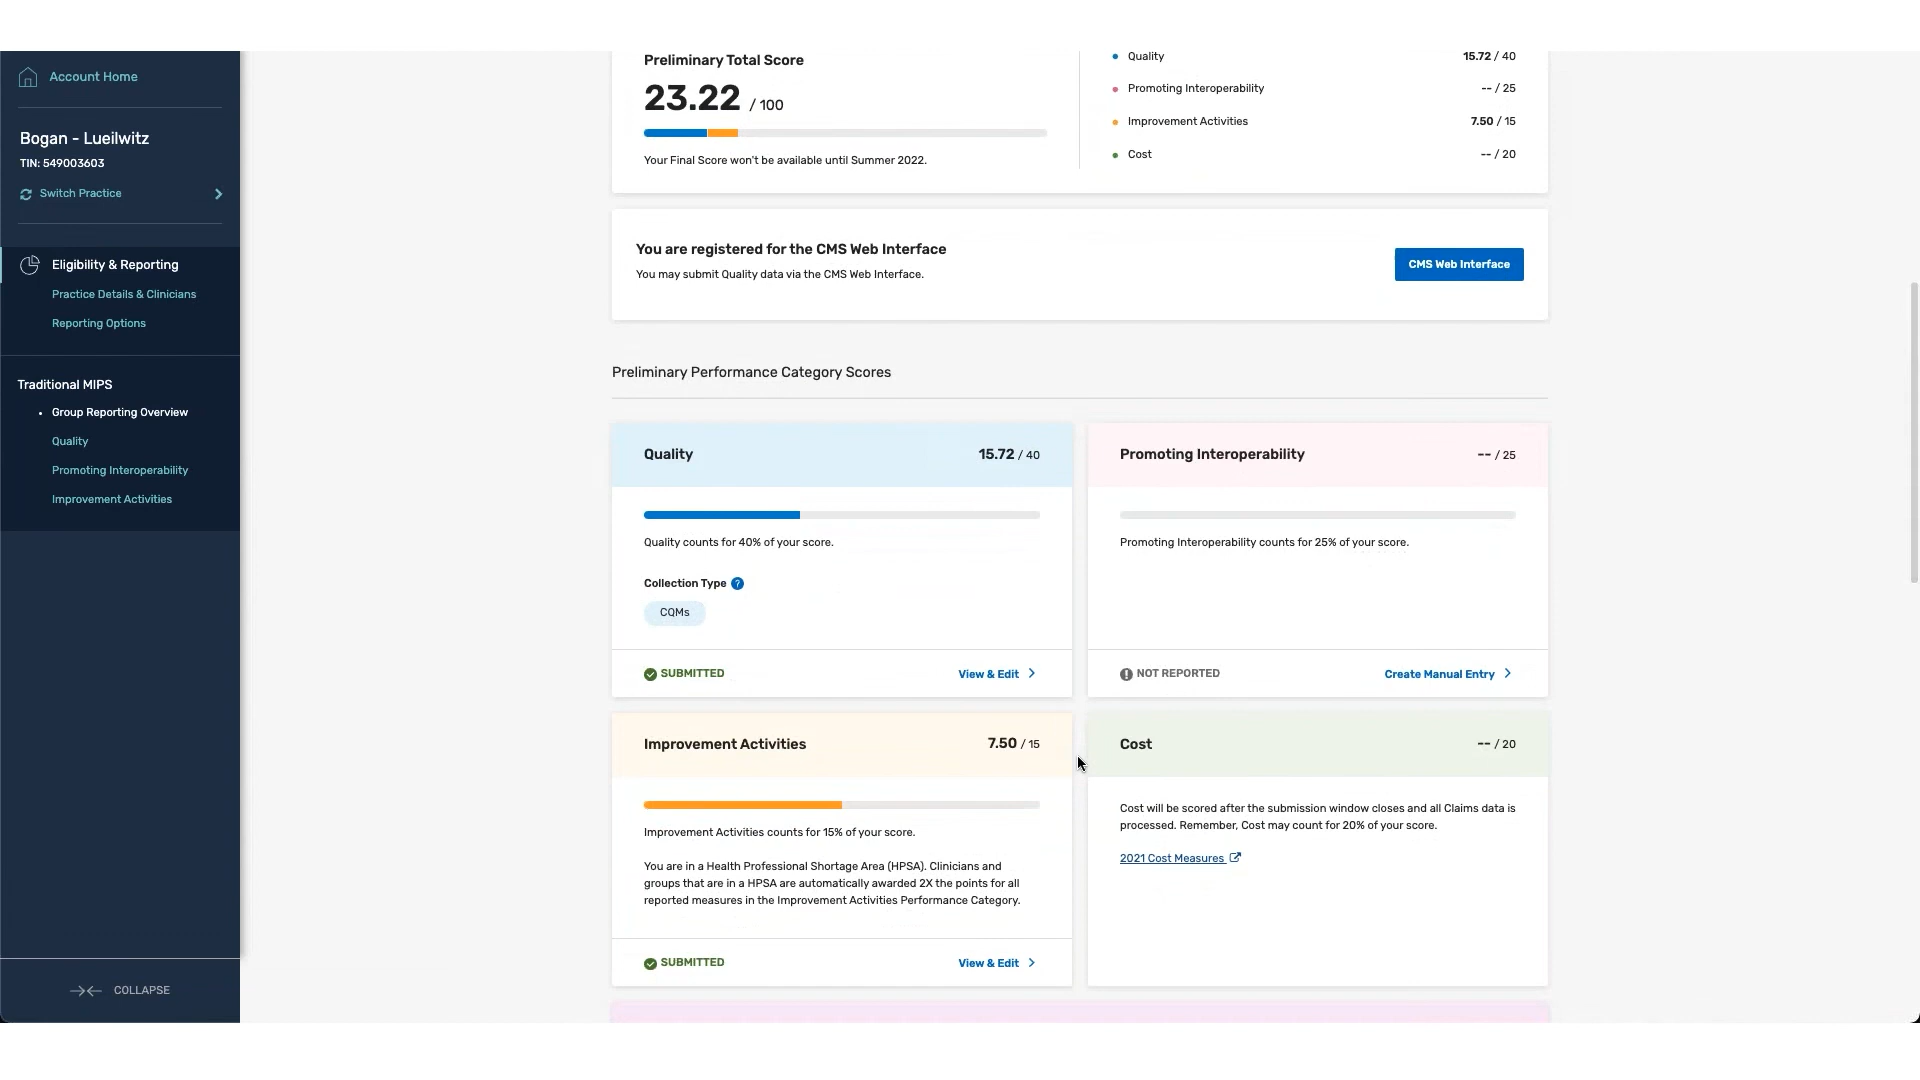 Account Home
Bogan - Lueilwitz
TIN: 549003603
Switch Practice
Eligibility & Reporting
Practice Details & Clinicians
Reporting Options
Traditional MIPS
Group Reporting Overview
Quality
Promoting Interoperability
Improvement Activities
COLLAPSE
Preliminary Total Score
23.22 / 100
Your Final Score won't be available until Summer 2022.
Quality 15.72 / 40
Promoting Interoperability -- / 25
Improvement Activities 7.50 / 15
Cost -- / 20
You are registered for the CMS Web Interface
You may submit Quality data via the CMS Web Interface.
CMS Web Interface
Preliminary Performance Category Scores
Quality 15.72 / 40
Quality counts for 40% of your score.
Collection Type ?
CQMs
SUBMITTED View & Edit
Promoting Interoperability -- / 25
Promoting Interoperability counts for 25% of your score.
NOT REPORTED Create Manual Entry
Improvement Activities 7.50 / 15
Improvement Activities counts for 15% of your score.
You are in a Health Professional Shortage Area (HPSA). Clinicians and
groups that are in a HPSA are automatically awarded 2X the points for all
reported measures in the Improvement Activities Performance Category.
SUBMITTED View & Edit
Cost -- / 20
Cost will be scored after the submission window closes and all Claims data is
processed. Remember, Cost may count for 20% of your score.
2021 Cost Measures